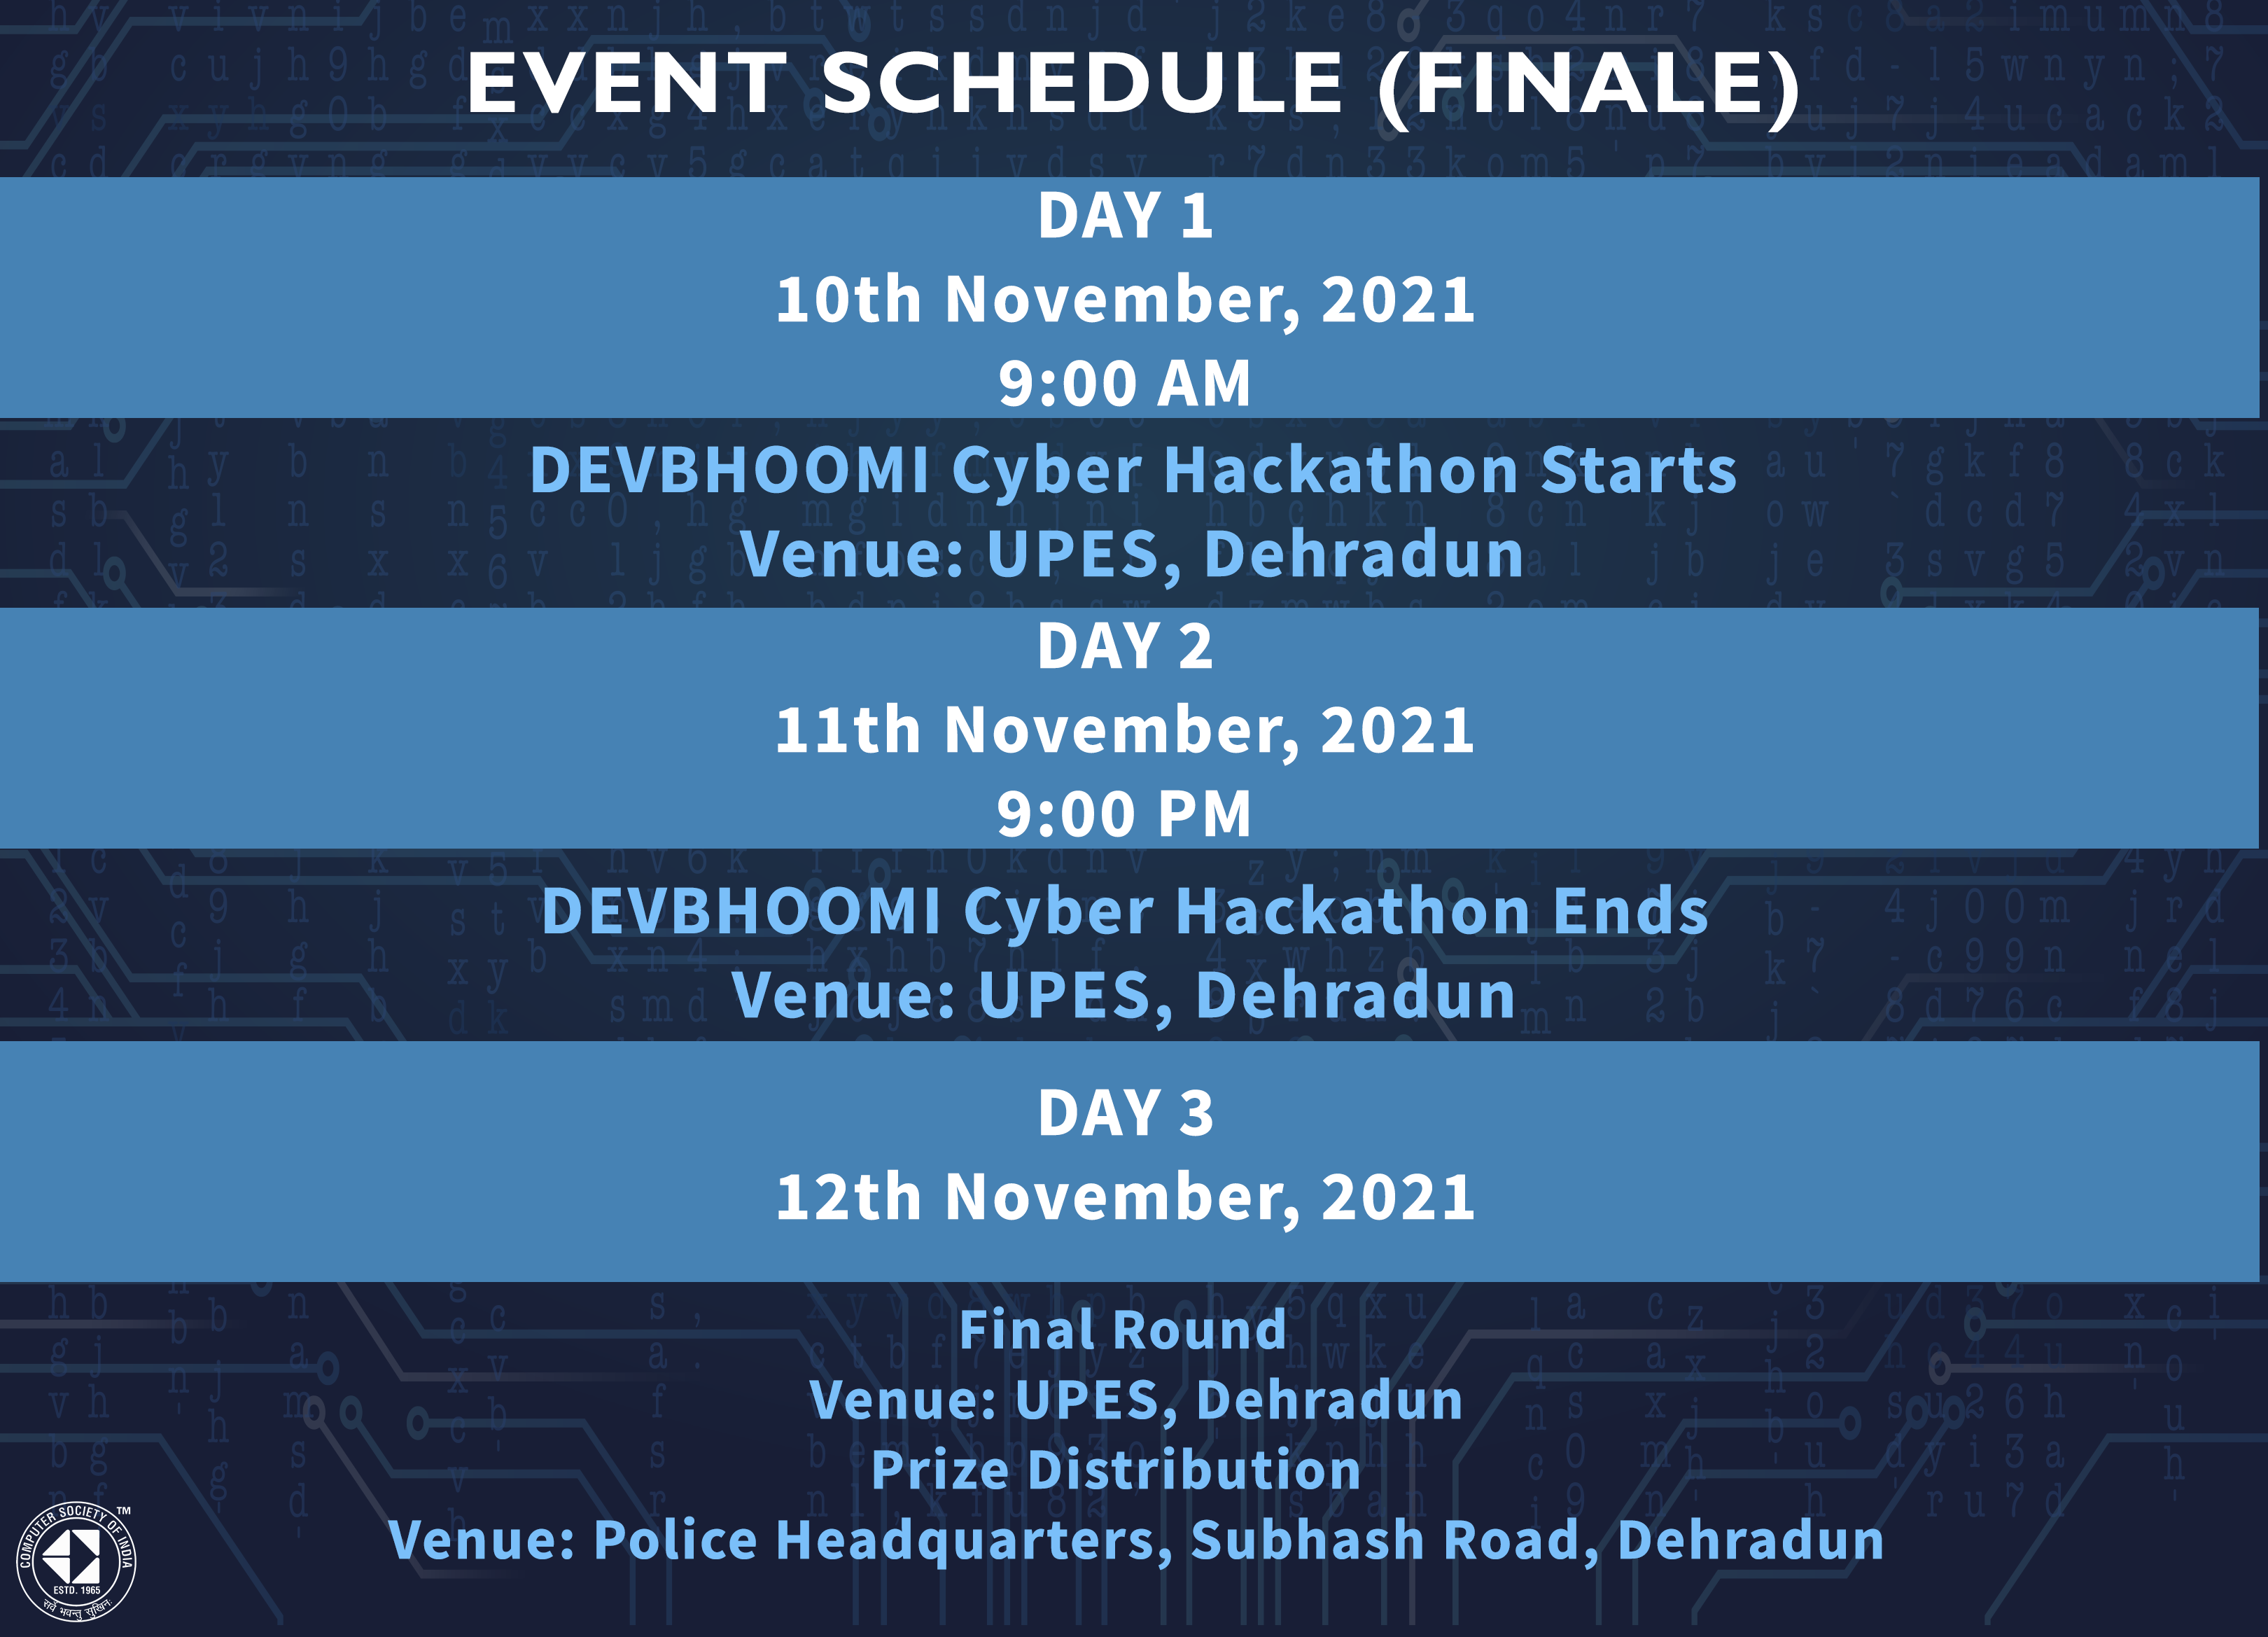 EVENT SCHEDULE (FINALE)
DAY 1
10th November, 2021
9:00 AM
DEVBHOOMI Cyber Hackathon Starts
Venue: UPES, Dehradun
DAY 2
11th November, 2021
9:00 PM
DEVBHOOMI Cyber Hackathon Ends
Venue: UPES, Dehradun
DAY 3
12th November, 2021
Final Round
Venue: UPES, Dehradun
Prize Distribution
Venue: Police Headquarters, Subhash Road, Dehradun
COMPUTER SOCIETY OF INDIA
TM
ESTD. 1965
सर्वे भवन्तु सुखिनः